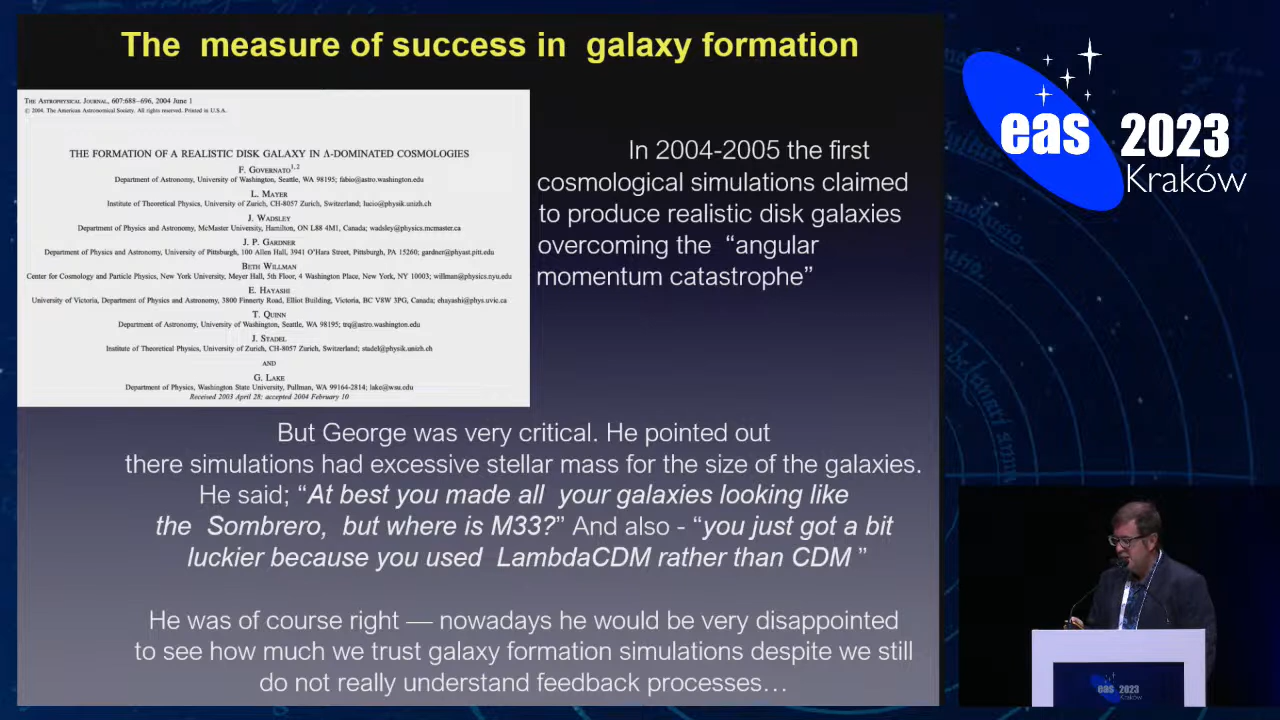 The measure of success in galaxy formation
THE ASTROPHYSICAL JOURNAL, 607:688–696, 2004 June 1
© 2004. The American Astronomical Society. All rights reserved. Printed in U.S.A.
THE FORMATION OF A REALISTIC DISK GALAXY IN Λ-DOMINATED COSMOLOGIES
F. GOVERNATO1,2
Department of Astronomy, University of Washington, Seattle, WA 98195; fabio@astro.washington.edu
L. MAYER
Institute of Theoretical Physics, University of Zurich, CH-8057 Zurich, Switzerland; lucio@physik.unizh.ch
J. WADSLEY
Department of Physics and Astronomy, McMaster University, Hamilton, ON L88 4M1, Canada; wadsley@physics.mcmaster.ca
J. P. GARDNER
Department of Physics and Astronomy, University of Pittsburgh, 100 Allen Hall, 3941 O'Hara Street, Pittsburgh, PA 15260; gardner@phyast.pitt.edu
BETH WILLMAN
Center for Cosmology and Particle Physics, New York University, Meyer Hall, 5th Floor, 4 Washington Place, New York, NY 10003; willman@physics.nyu.edu
E. HAYASHI
University of Victoria, Department of Physics and Astronomy, 3800 Finnerty Road, Elliot Building, Victoria, BC V8W 3PG, Canada; ehayashi@phys.uvic.ca
T. QUINN
Department of Astronomy, University of Washington, Seattle, WA 98195; trq@astro.washington.edu
J. STADEL
Institute of Theoretical Physics, University of Zurich, CH-8057 Zurich, Switzerland; stadel@physik.unizh.ch
AND
G. LAKE
Department of Physics, Washington State University, Pullman, WA 99164-2814; lake@wsu.edu
Received 2003 April 28; accepted 2004 February 10
In 2004-2005 the first
cosmological simulations claimed
to produce realistic disk galaxies
overcoming the “angular
momentum catastrophe”
But George was very critical. He pointed out
there simulations had excessive stellar mass for the size of the galaxies.
He said; “At best you made all your galaxies looking like
the Sombrero, but where is M33?” And also - “you just got a bit
luckier because you used LambdaCDM rather than CDM ”
He was of course right — nowadays he would be very disappointed
to see how much we trust galaxy formation simulations despite we still
do not really understand feedback processes…
eas 2023
Kraków
eas 2023